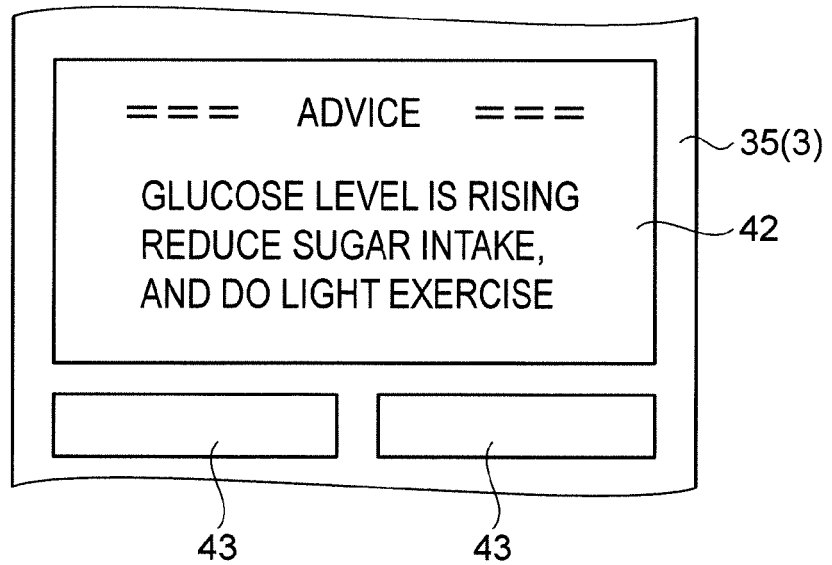 === ADVICE ===
GLUCOSE LEVEL IS RISING
REDUCE SUGAR INTAKE,
AND DO LIGHT EXERCISE
35(3)
42
43 43